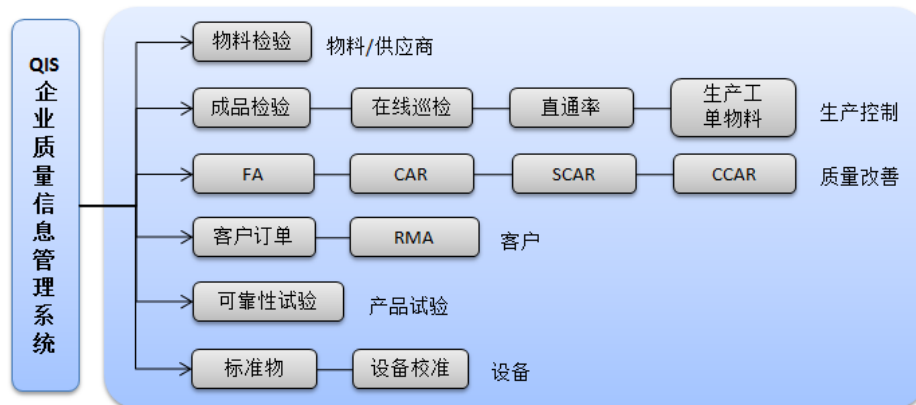 QIS
企业质量信息管理系统
物料检验 物料/供应商
成品检验 在线巡检 直通率 生产工
单物料 生产控制
FA CAR SCAR CCAR 质量改善
客户订单 RMA 客户
可靠性试验 产品试验
标准物 设备校准 设备